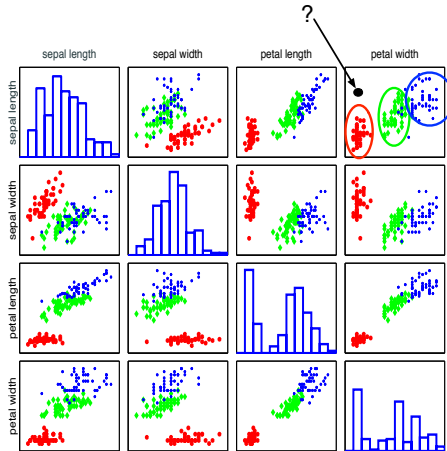 ?
sepal length sepal width petal length petal width
sepal length
sepal width
petal length
petal width